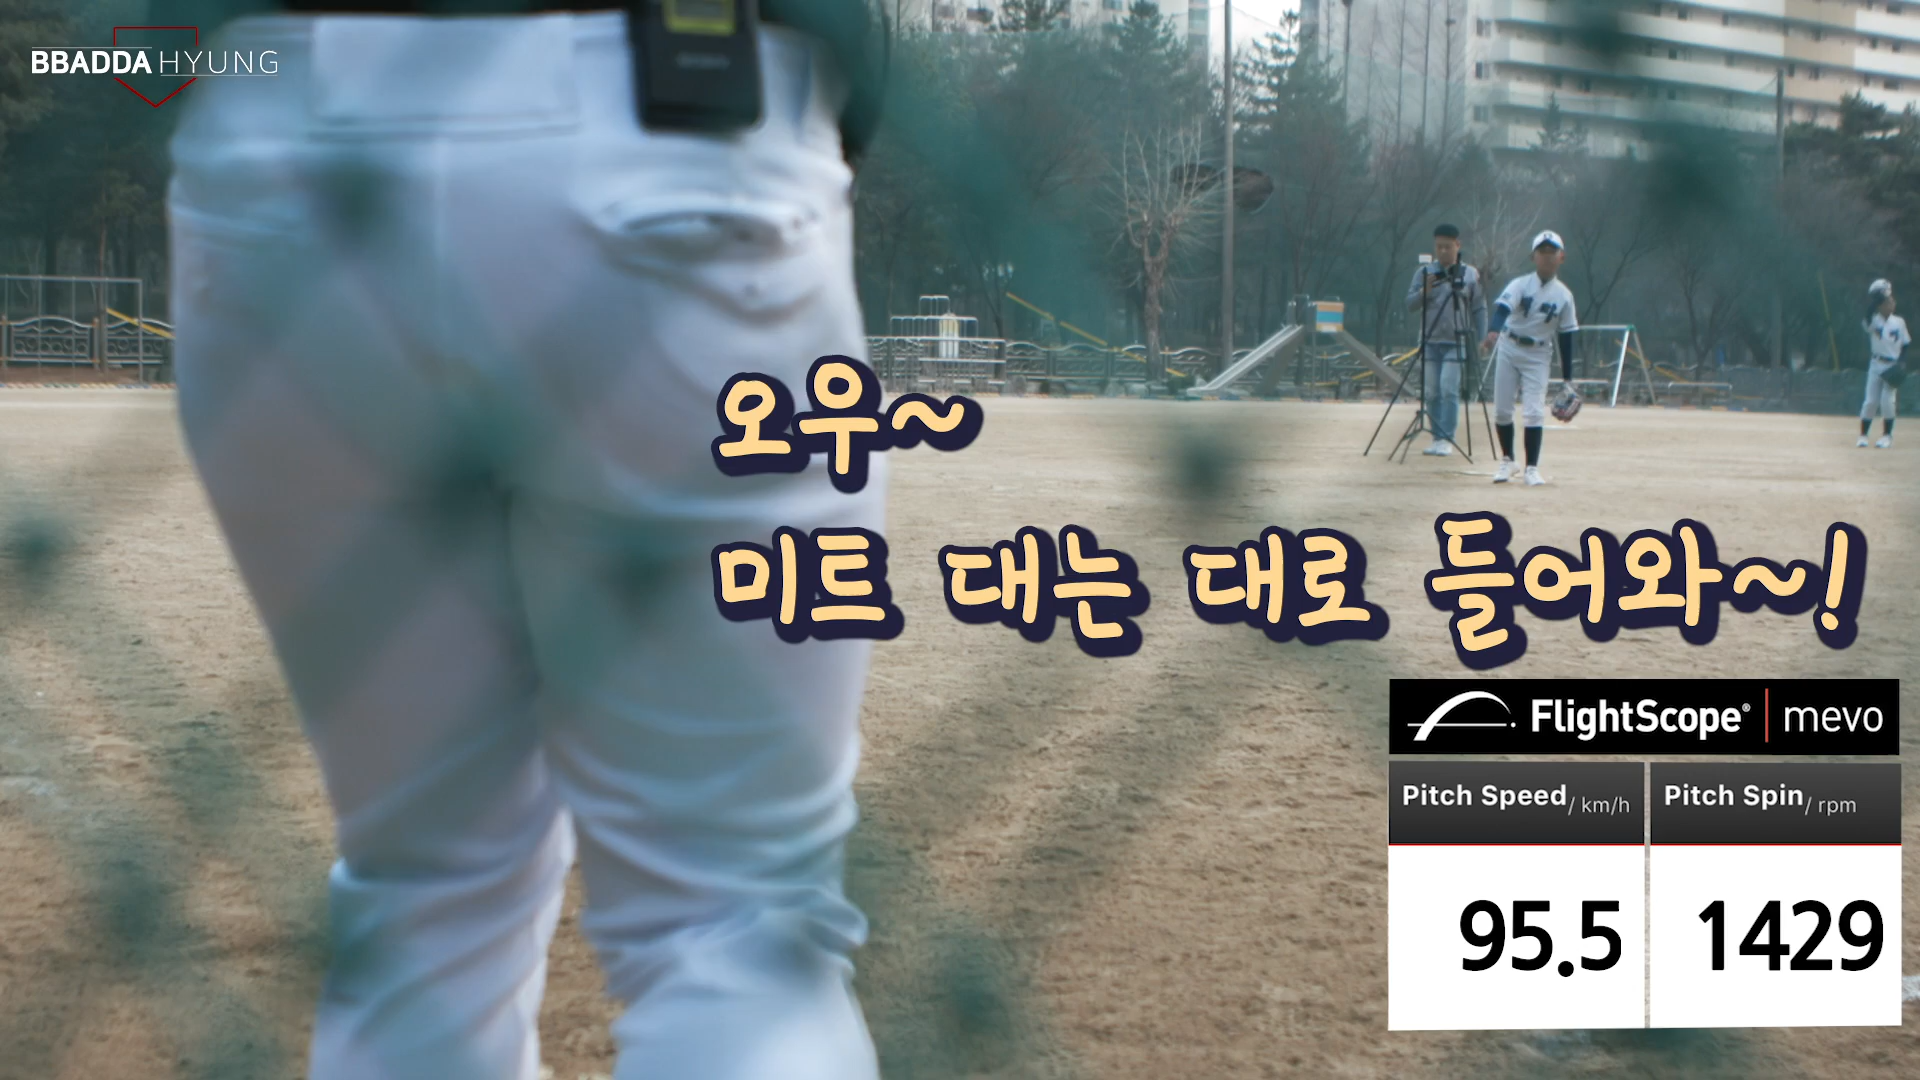 BBADDA HYUNG
오우~
미트 대는 대로 들어와~!
FlightScope® | mevo
Pitch Speed/ km/h
Pitch Spin/ rpm
95.5
1429